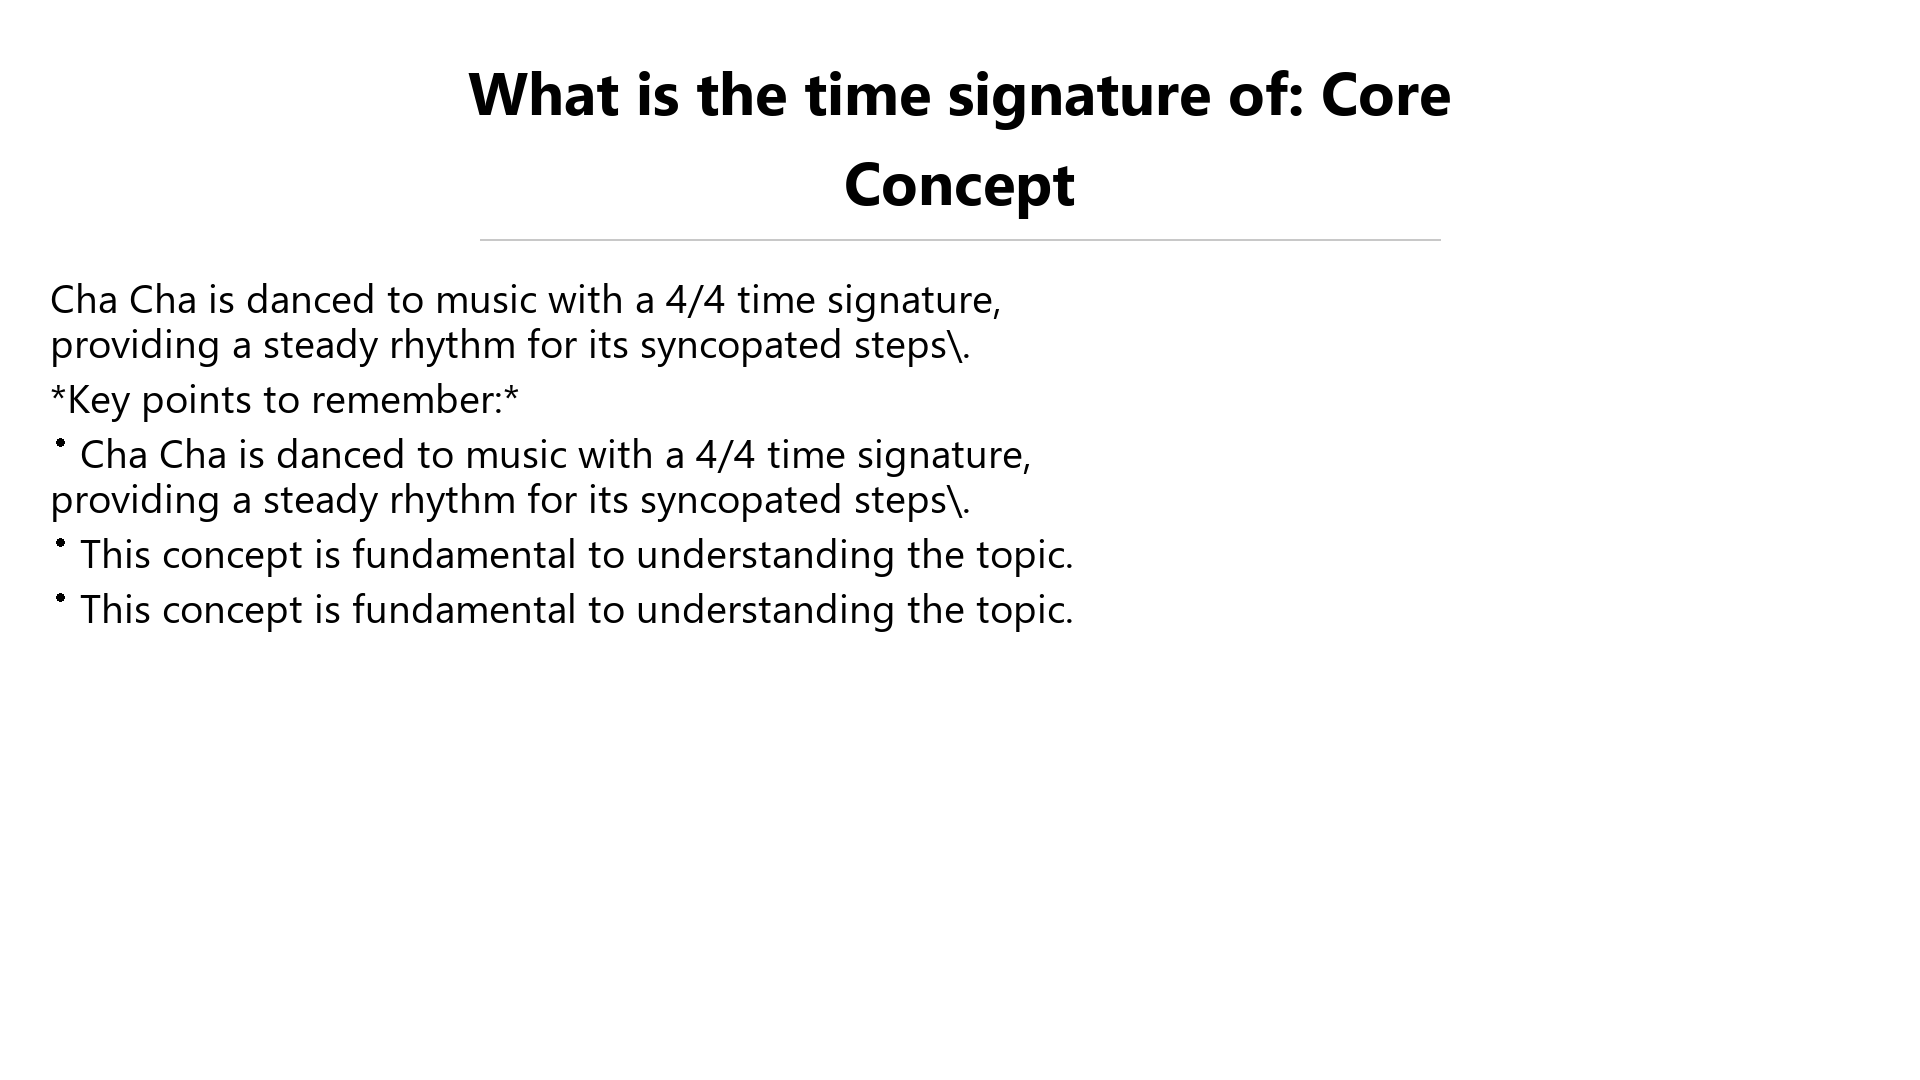 What is the time signature of: Core
Concept
Cha Cha is danced to music with a 4/4 time signature,
providing a steady rhythm for its syncopated steps\.
*Key points to remember:*
• Cha Cha is danced to music with a 4/4 time signature,
providing a steady rhythm for its syncopated steps\.
• This concept is fundamental to understanding the topic.
• This concept is fundamental to understanding the topic.